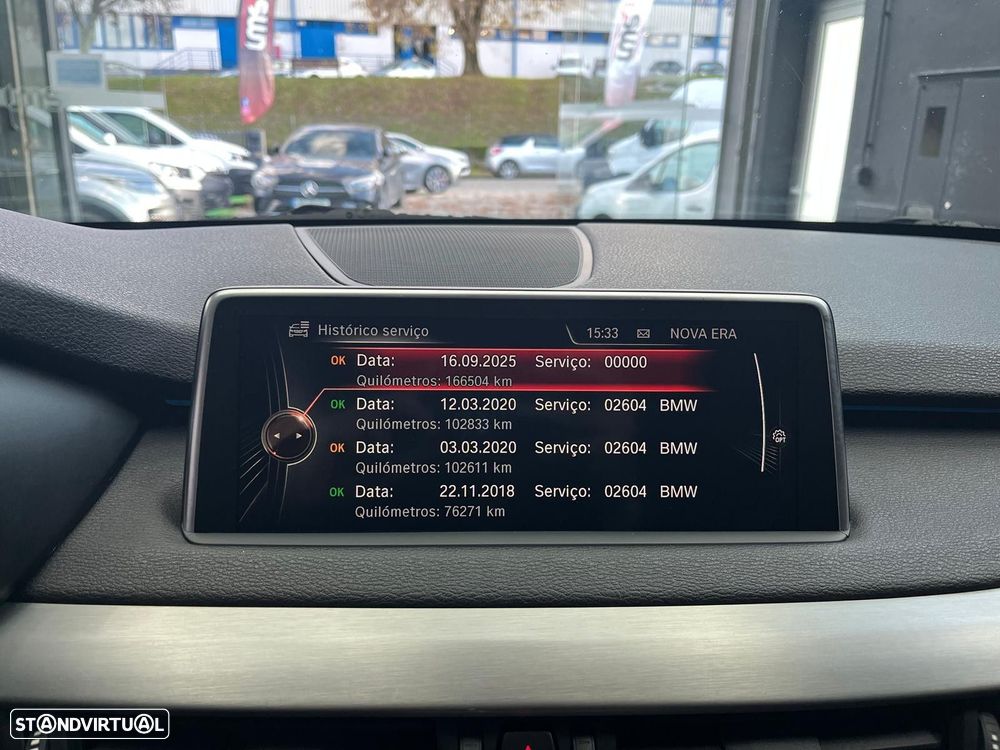 sms
sms
Histórico serviço
15:33 NOVA ERA
OK Data: 16.09.2025 Serviço: 00000
Quilómetros: 166504 km
OK Data: 12.03.2020 Serviço: 02604 BMW
Quilómetros: 102833 km
OK Data: 03.03.2020 Serviço: 02604 BMW
Quilómetros: 102611 km
OK Data: 22.11.2018 Serviço: 02604 BMW
Quilómetros: 76271 km
OPT
STANDVIRTUAL